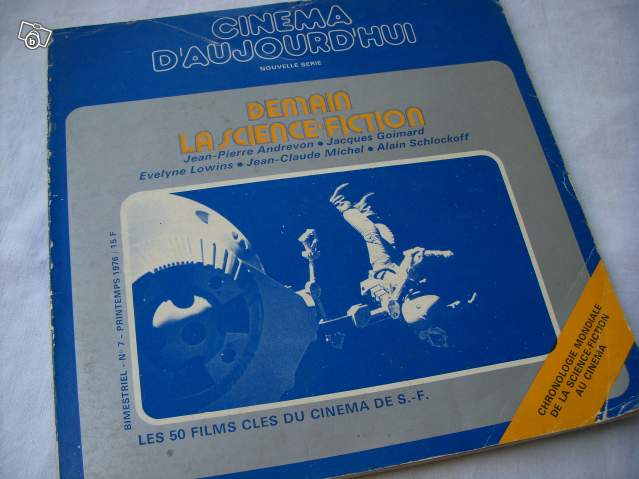 CINEMA
D'AUJOURD'HUI
NOUVELLE SERIE
DEMAIN
LA SCIENCE-FICTION
Jean-Pierre Andrevon • Jacques Goimard
Evelyne Lowins • Jean-Claude Michel • Alain Schlockoff
BIMESTRIEL - N° 7 - PRINTEMPS 1976 / 15 F
LES 50 FILMS CLES DU CINEMA DE S.-F.
CHRONOLOGIE MONDIALE
DE LA SCIENCE-FICTION
AU CINEMA